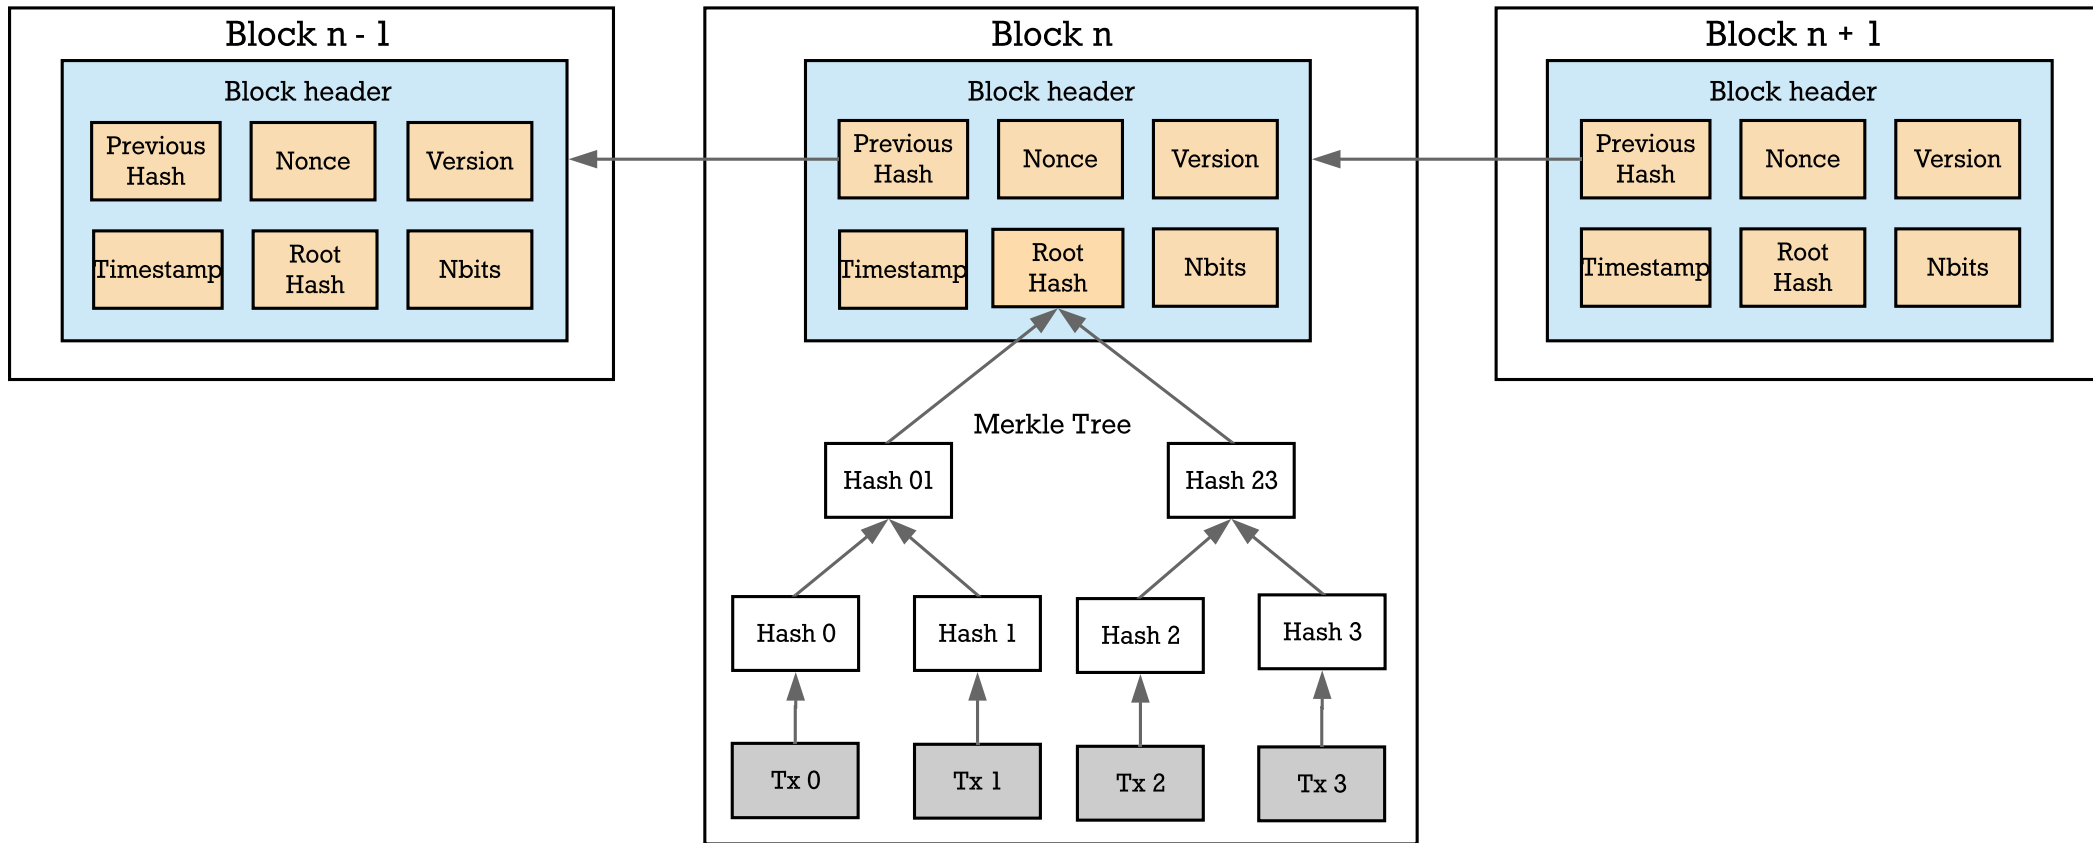 Block n - 1
Block header
Previous
Hash
Nonce
Version
Timestamp
Root
Hash
Nbits
Block n
Block header
Previous
Hash
Nonce
Version
Timestamp
Root
Hash
Nbits
Merkle Tree
Hash 01
Hash 23
Hash 0
Hash 1
Hash 2
Hash 3
Tx 0
Tx 1
Tx 2
Tx 3
Block n + 1
Block header
Previous
Hash
Nonce
Version
Timestamp
Root
Hash
Nbits